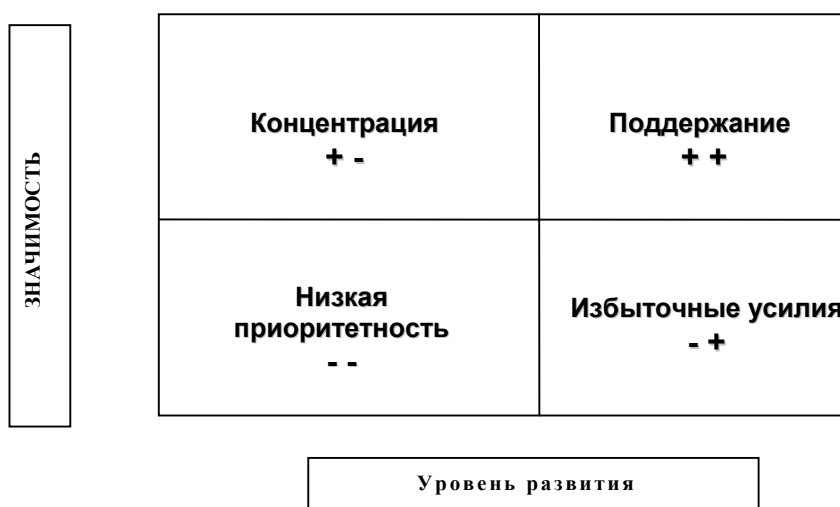 ЗНАЧИМОСТЬ
Концентрация
+ -
Поддержание
+ +
Низкая
приоритетность
- -
Избыточные усилия
- +
Уровень развития